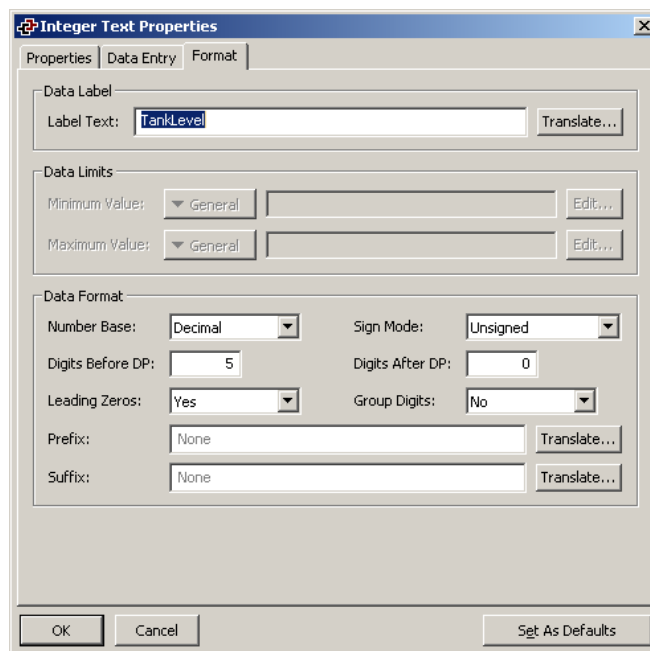 Integer Text Properties
Properties Data Entry Format
Data Label
Label Text: TankLevel Translate...
Data Limits
Minimum Value: General Edit...
Maximum Value: General Edit...
Data Format
Number Base: Decimal Sign Mode: Unsigned
Digits Before DP: 5 Digits After DP: 0
Leading Zeros: Yes Group Digits: No
Prefix: None Translate...
Suffix: None Translate...
OK Cancel Set As Defaults